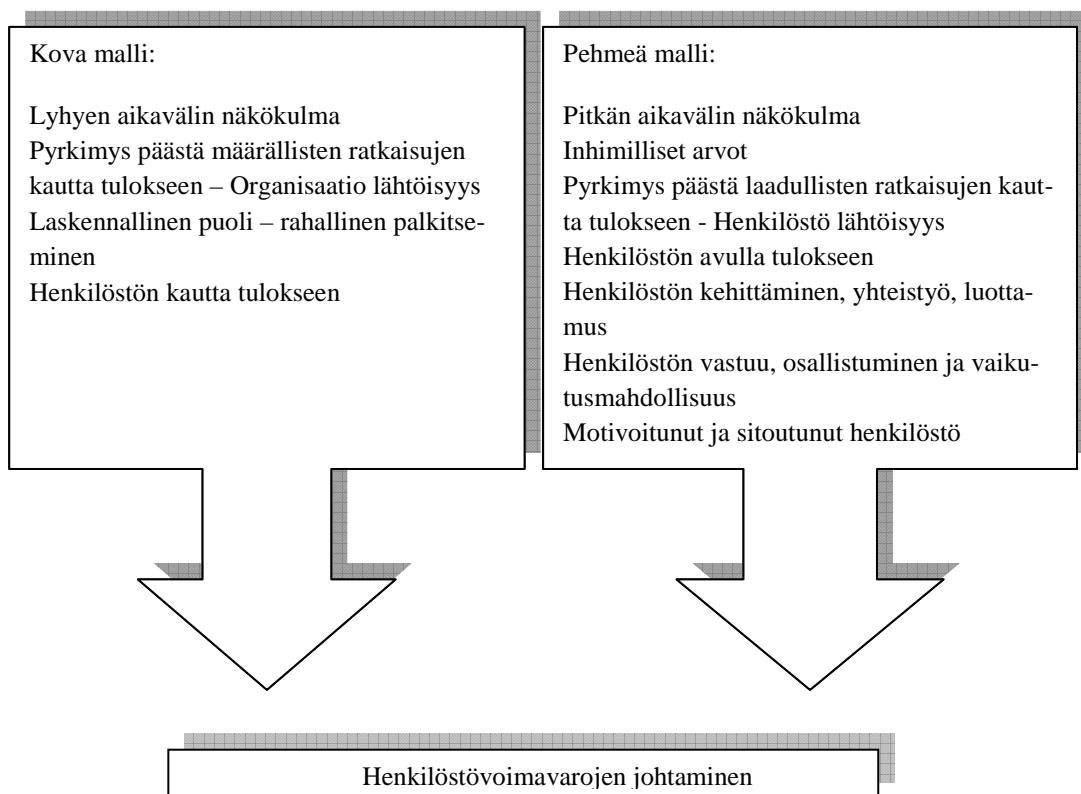 Kova malli:
Lyhyen aikavälin näkökulma
Pyrkimys päästä määrällisten ratkaisujen
kautta tulokseen – Organisaatio lähtöisyys
Laskennallinen puoli – rahallinen palkitse-
minen
Henkilöstön kautta tulokseen
Pehmeä malli:
Pitkän aikavälin näkökulma
Inhimilliset arvot
Pyrkimys päästä laadullisten ratkaisujen kaut-
ta tulokseen - Henkilöstö lähtöisyys
Henkilöstön avulla tulokseen
Henkilöstön kehittäminen, yhteistyö, luotta-
mus
Henkilöstön vastuu, osallistuminen ja vaiku-
tusmahdollisuus
Motivoitunut ja sitoutunut henkilöstö
Henkilöstövoimavarojen johtaminen